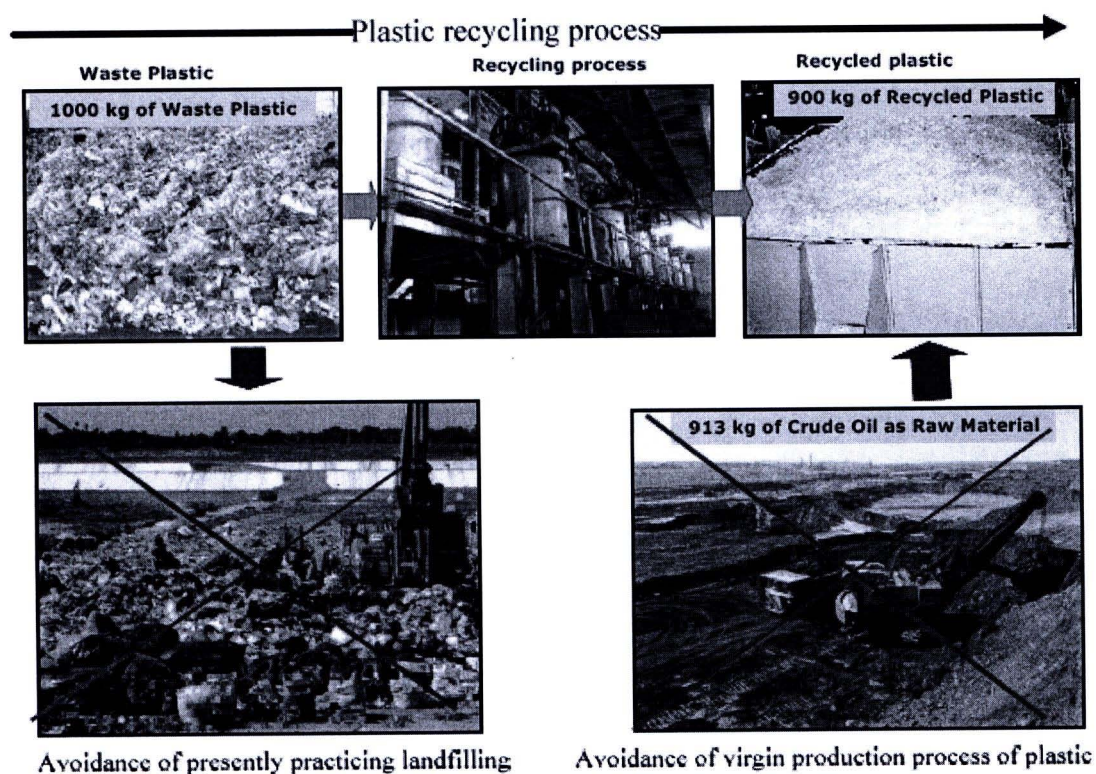 Plastic recycling process
Waste Plastic
Recycling process
Recycled plastic
1000 kg of Waste Plastic
900 kg of Recycled Plastic
913 kg of Crude Oil as Raw Material
Avoidance of presently practicing landfilling
Avoidance of virgin production process of plastic